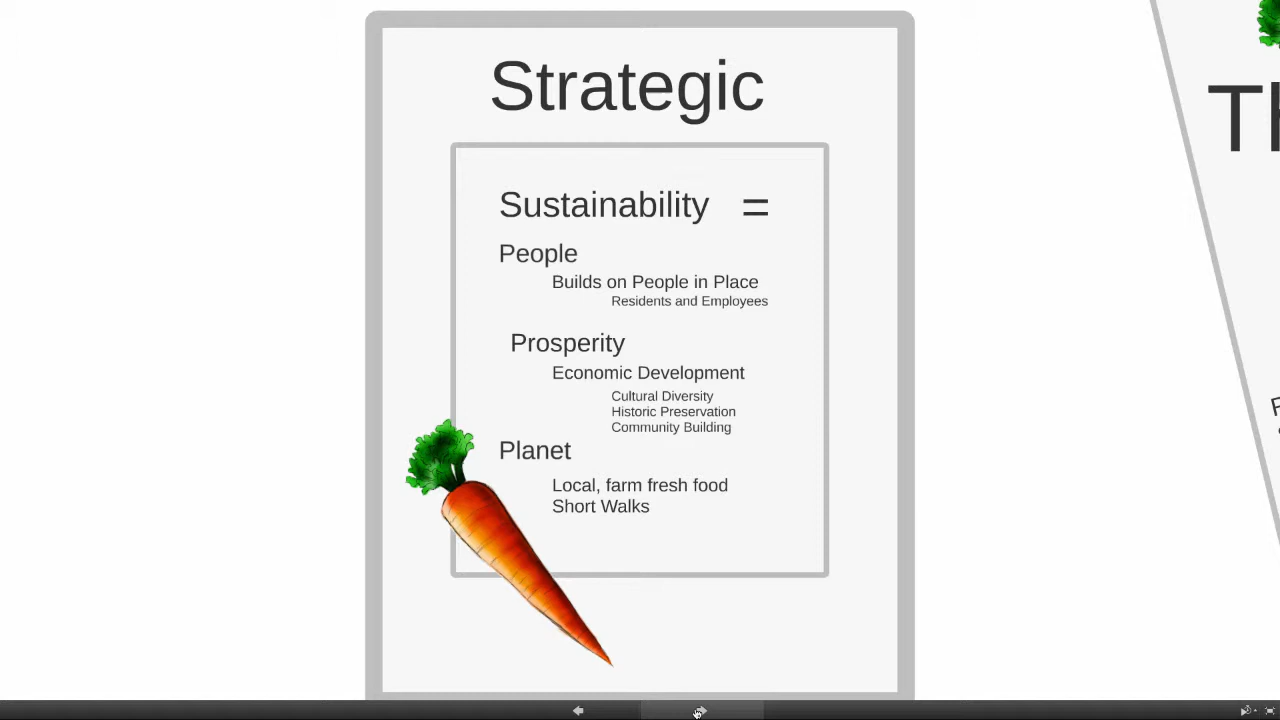 Strategic
Sustainability =
People
Builds on People in Place
Residents and Employees
Prosperity
Economic Development
Cultural Diversity
Historic Preservation
Community Building
Planet
Local, farm fresh food
Short Walks